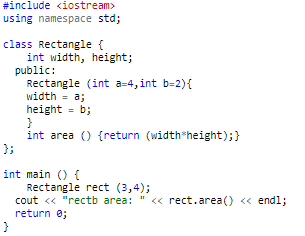 #include <iostream>
using namespace std;

class Rectangle {
    int width, height;
  public:
    Rectangle (int a=4,int b=2){
    width = a;
    height = b;
    }
    int area () {return (width*height);}
};

int main () {
    Rectangle rect (3,4);
  cout << "rectb area: " << rect.area() << endl;
  return 0;
}